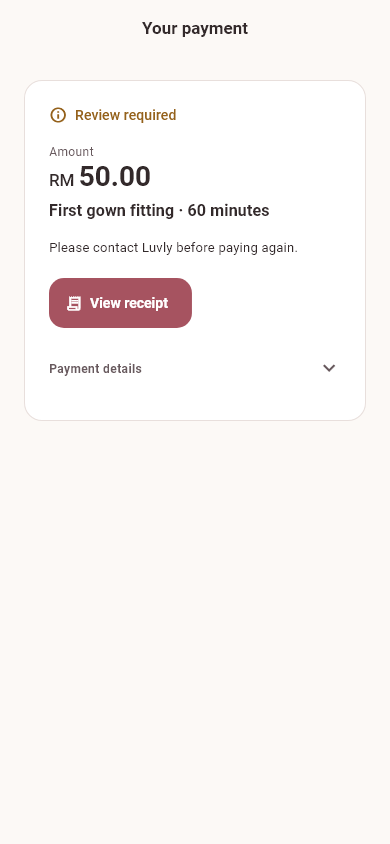 Your payment
Review required
Amount
RM 50.00
First gown fitting · 60 minutes
Please contact Luvly before paying again.
View receipt
Payment details